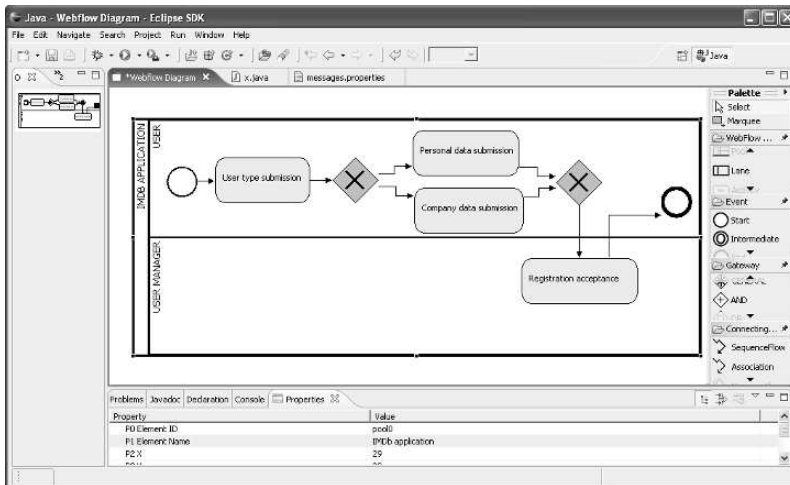 Java - Webflow Diagram - Eclipse SDK
File Edit Navigate Search Project Run Window Help
Java
*Webflow Diagram
x.java
messages.properties
Palette
Select
Marquee
WebFlow ...
Lane
Event
Start
Intermediate
Gateway
AND
Connecting...
SequenceFlow
Association
IMDB APPLICATION
USER
User type submission
Personal data submission
Company data submission
USER MANAGER
Registration acceptance
Problems Javadoc Declaration Console Properties
Property Value
P0 Element ID pool0
P1 Element Name IMDb application
P2 X 29